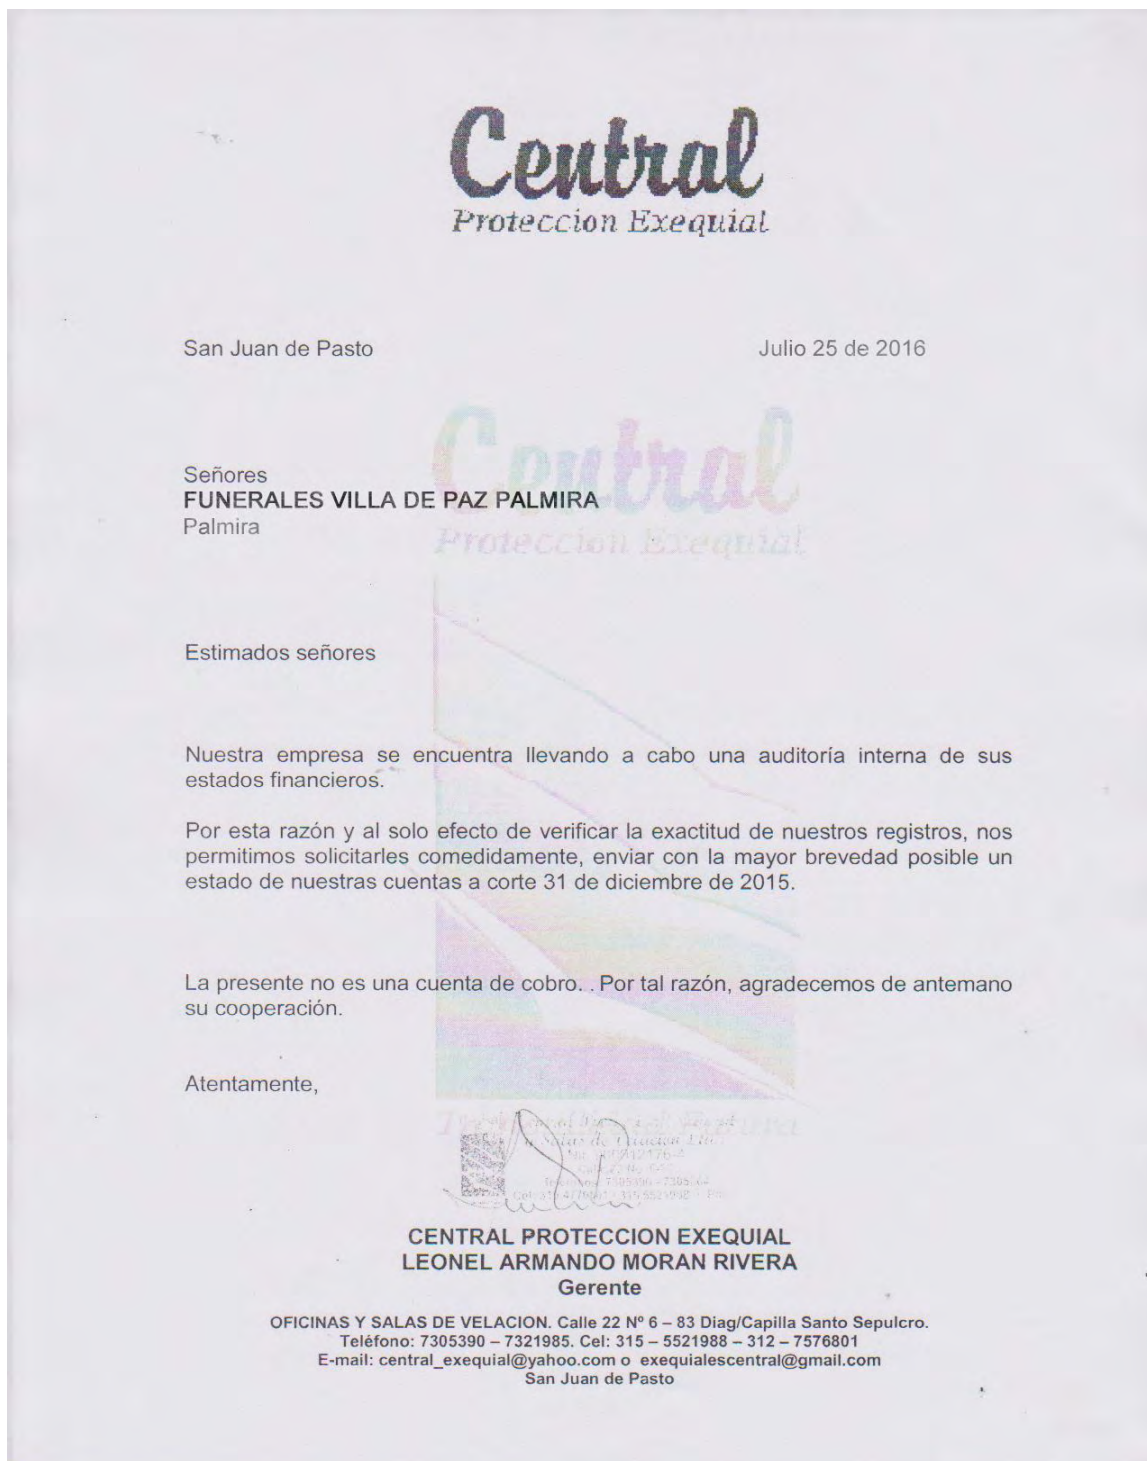 Central
Proteccion Exequial
San Juan de Pasto Julio 25 de 2016
Central
Proteccion Exequial
Señores
FUNERALES VILLA DE PAZ PALMIRA
Palmira
Estimados señores
Nuestra empresa se encuentra llevando a cabo una auditoría interna de sus
estados financieros.
Por esta razón y al solo efecto de verificar la exactitud de nuestros registros, nos
permitimos solicitarles comedidamente, enviar con la mayor brevedad posible un
estado de nuestras cuentas a corte 31 de diciembre de 2015.
La presente no es una cuenta de cobro. . Por tal razón, agradecemos de antemano
su cooperación.
Atentamente,
Salas de
CENTRAL PROTECCION EXEQUIAL
LEONEL ARMANDO MORAN RIVERA
Gerente
OFICINAS Y SALAS DE VELACION. Calle 22 Nº 6 – 83 Diag/Capilla Santo Sepulcro.
Teléfono: 7305390 – 7321985. Cel: 315 – 5521988 – 312 – 7576801
E-mail: central_exequial@yahoo.com o exequialescentral@gmail.com
San Juan de Pasto